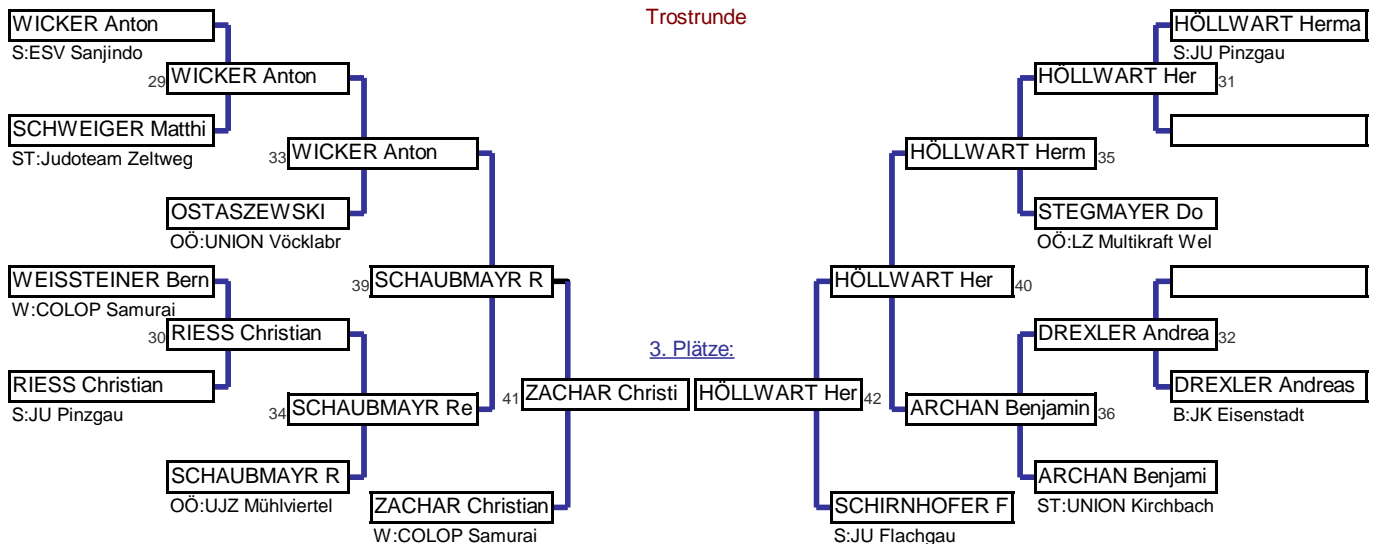 Trostrunde
WICKER Anton
S:ESV Sanjindo
29 WICKER Anton
SCHWEIGER Matthi
ST:Judoteam Zeltweg
33 WICKER Anton
OSTASZEWSKI
OÖ:UNION Vöcklabr
WEISSTEINER Bern
W:COLOP Samurai
39 SCHAUBMAYR R
30 RIESS Christian
RIESS Christian
S:JU Pinzgau
34 SCHAUBMAYR Re
SCHAUBMAYR R
OÖ:UJZ Mühlviertel
3. Plätze:
41 ZACHAR Christi
ZACHAR Christian
W:COLOP Samurai
HÖLLWART Herma
S:JU Pinzgau
HÖLLWART Her 31
HÖLLWART Herm 35
STEGMAYER Do
OÖ:LZ Multikraft Wel
HÖLLWART Her 40
DREXLER Andrea 32
DREXLER Andreas
B:JK Eisenstadt
HÖLLWART Her 42
ARCHAN Benjamin 36
ARCHAN Benjami
ST:UNION Kirchbach
SCHIRNHOFER F
S:JU Flachgau